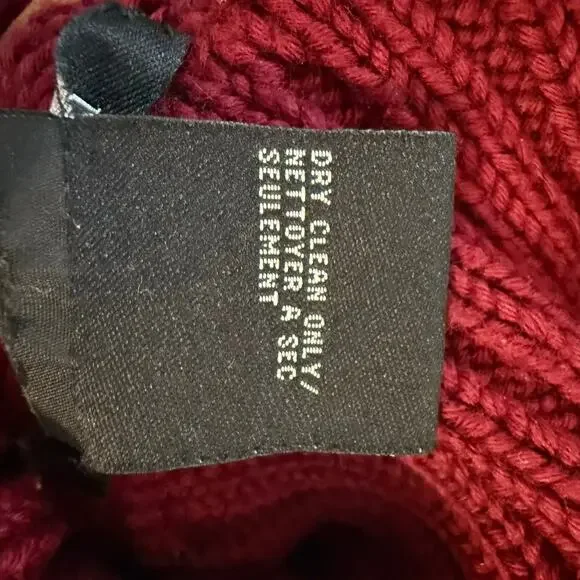 DRY CLEAN ONLY/
NETTOYER A SEC
SEULEMENT